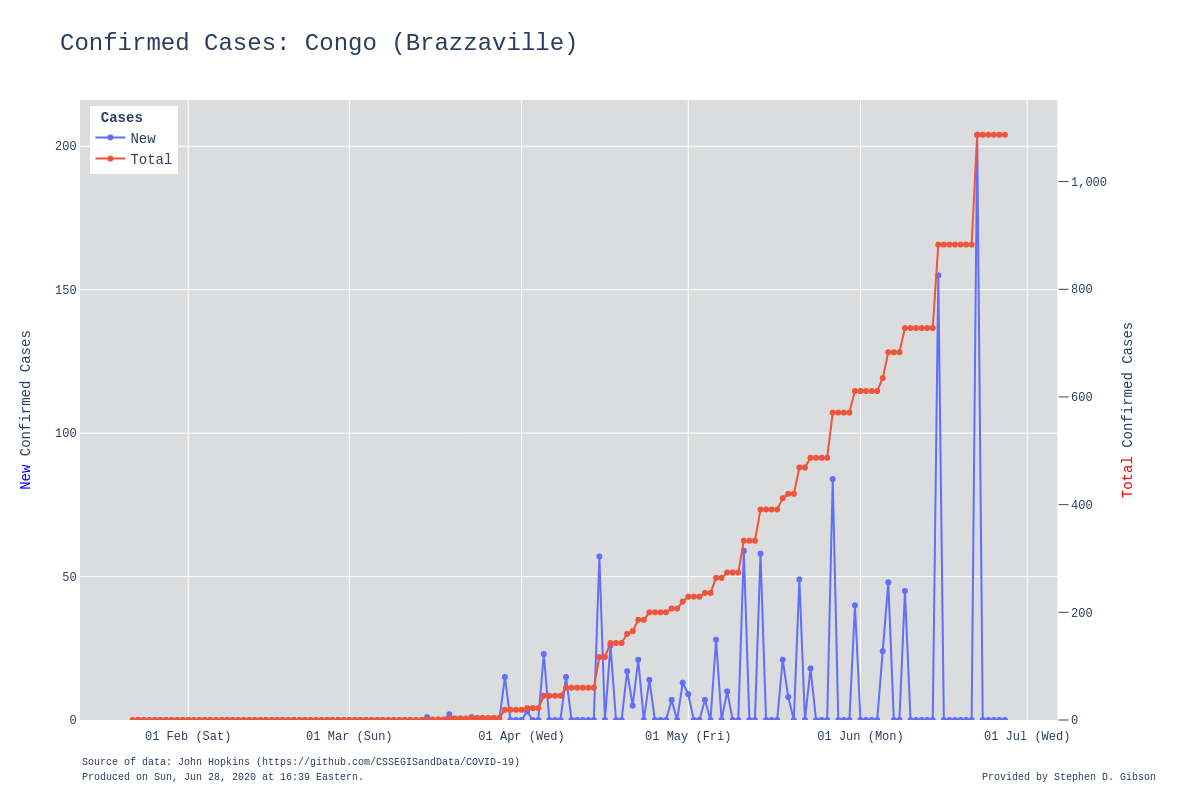 Confirmed Cases: Congo (Brazzaville)
Cases
New
Total
200
150
100
50
0
1,000
800
600
400
200
0
New Confirmed Cases
Total Confirmed Cases
01 Feb (Sat)
01 Mar (Sun)
01 Apr (Wed)
01 May (Fri)
01 Jun (Mon)
01 Jul (Wed)
Source of data: John Hopkins (https://github.com/CSSEGISandData/COVID-19)
Produced on Sun, Jun 28, 2020 at 16:39 Eastern.
Provided by Stephen D. Gibson